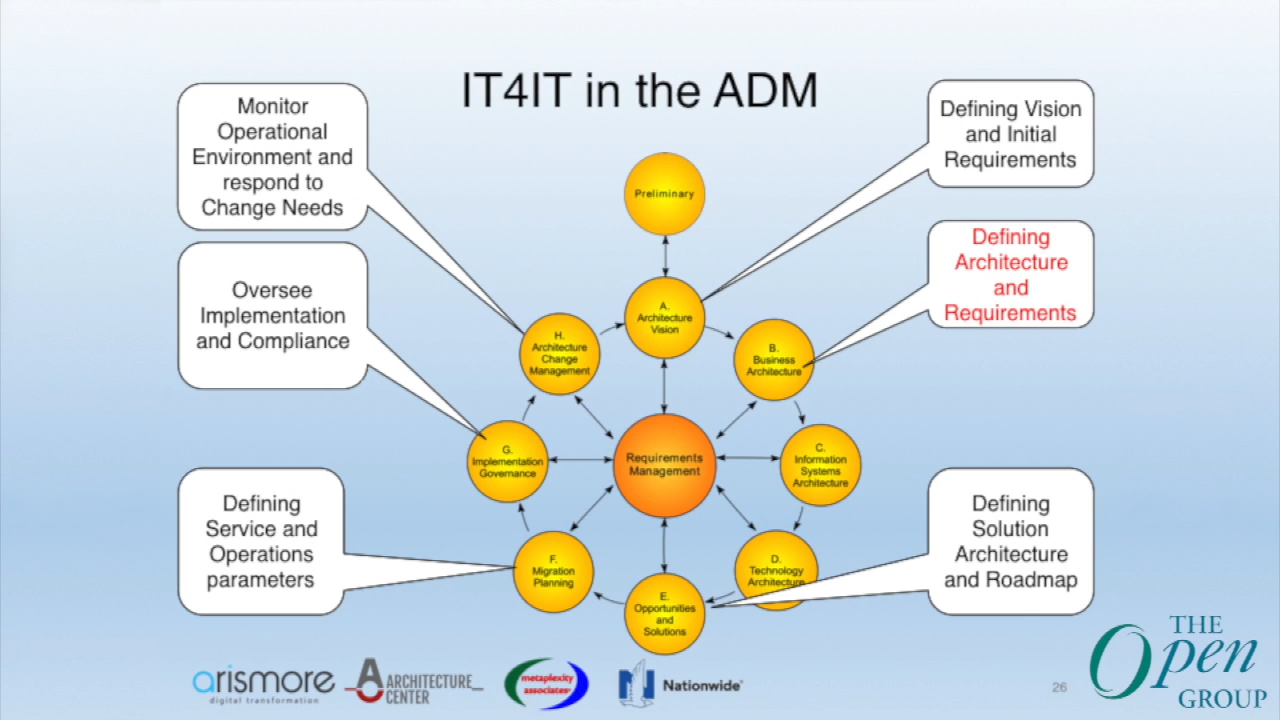 IT4IT in the ADM
Monitor
Operational
Environment and
respond to
Change Needs
Defining Vision
and Initial
Requirements
Preliminary
Defining
Architecture
and
Requirements
Oversee
Implementation
and Compliance
A.
Architecture
Vision
H.
Architecture
Change
Management
B.
Business
Architecture
G.
Implementation
Governance
Requirements
Management
C.
Information
Systems
Architecture
Defining
Service and
Operations
parameters
Defining
Solution
Architecture
and Roadmap
F.
Migration
Planning
D.
Technology
Architecture
E.
Opportunities
and
Solutions
arismore
digital transformation
ARCHITECTURE
CENTER
metaplexity
associates
Nationwide
26
THE
Open
GROUP